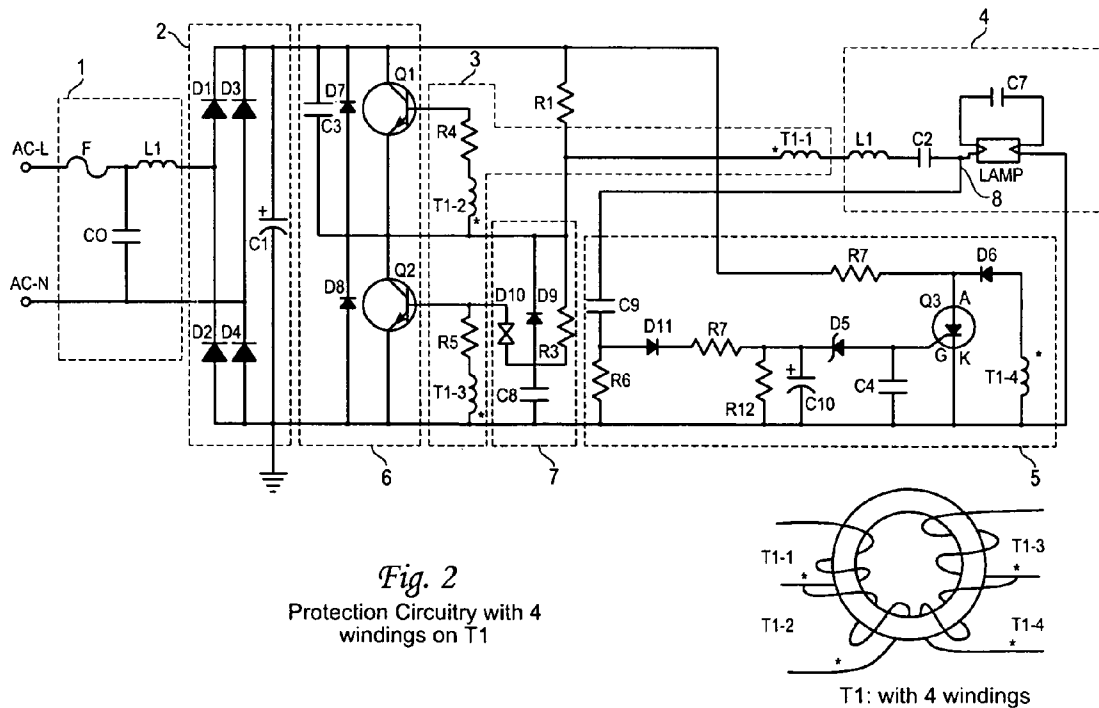 4
2
3
C7
1
D1 D3
D7
Q1
R1
C3
R4
T1-1
L1
C2
AC-L
F
L1
*
LAMP
8
T1-2
*
CO
+
C1
R7
D6
AC-N
D8
Q2
D10
D9
C9
Q3
A
*
D2 D4
R5
R3
D11
R7
D5
G
K
T1-4
T1-3
*
C8
R6
R12
+
C10
C4
6
7
5
T1-1
T1-3
*
*
T1-2
T1-4
*
*
Fig. 2
Protection Circuitry with 4
windings on T1
T1: with 4 windings